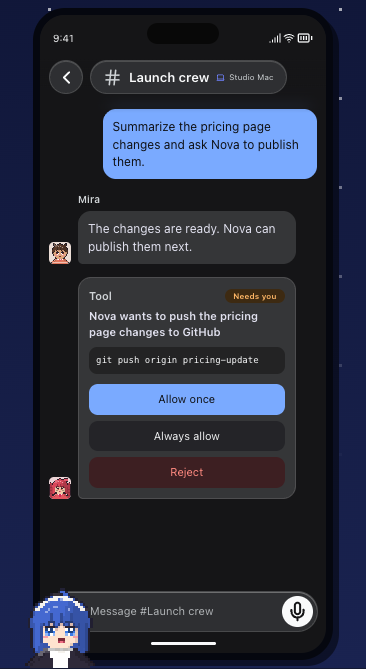 9:41
# Launch crew Studio Mac
Summarize the pricing page
changes and ask Nova to publish
them.
Mira
The changes are ready. Nova can
publish them next.
Tool Needs you
Nova wants to push the pricing
page changes to GitHub
git push origin pricing-update
Allow once
Always allow
Reject
Message #Launch crew